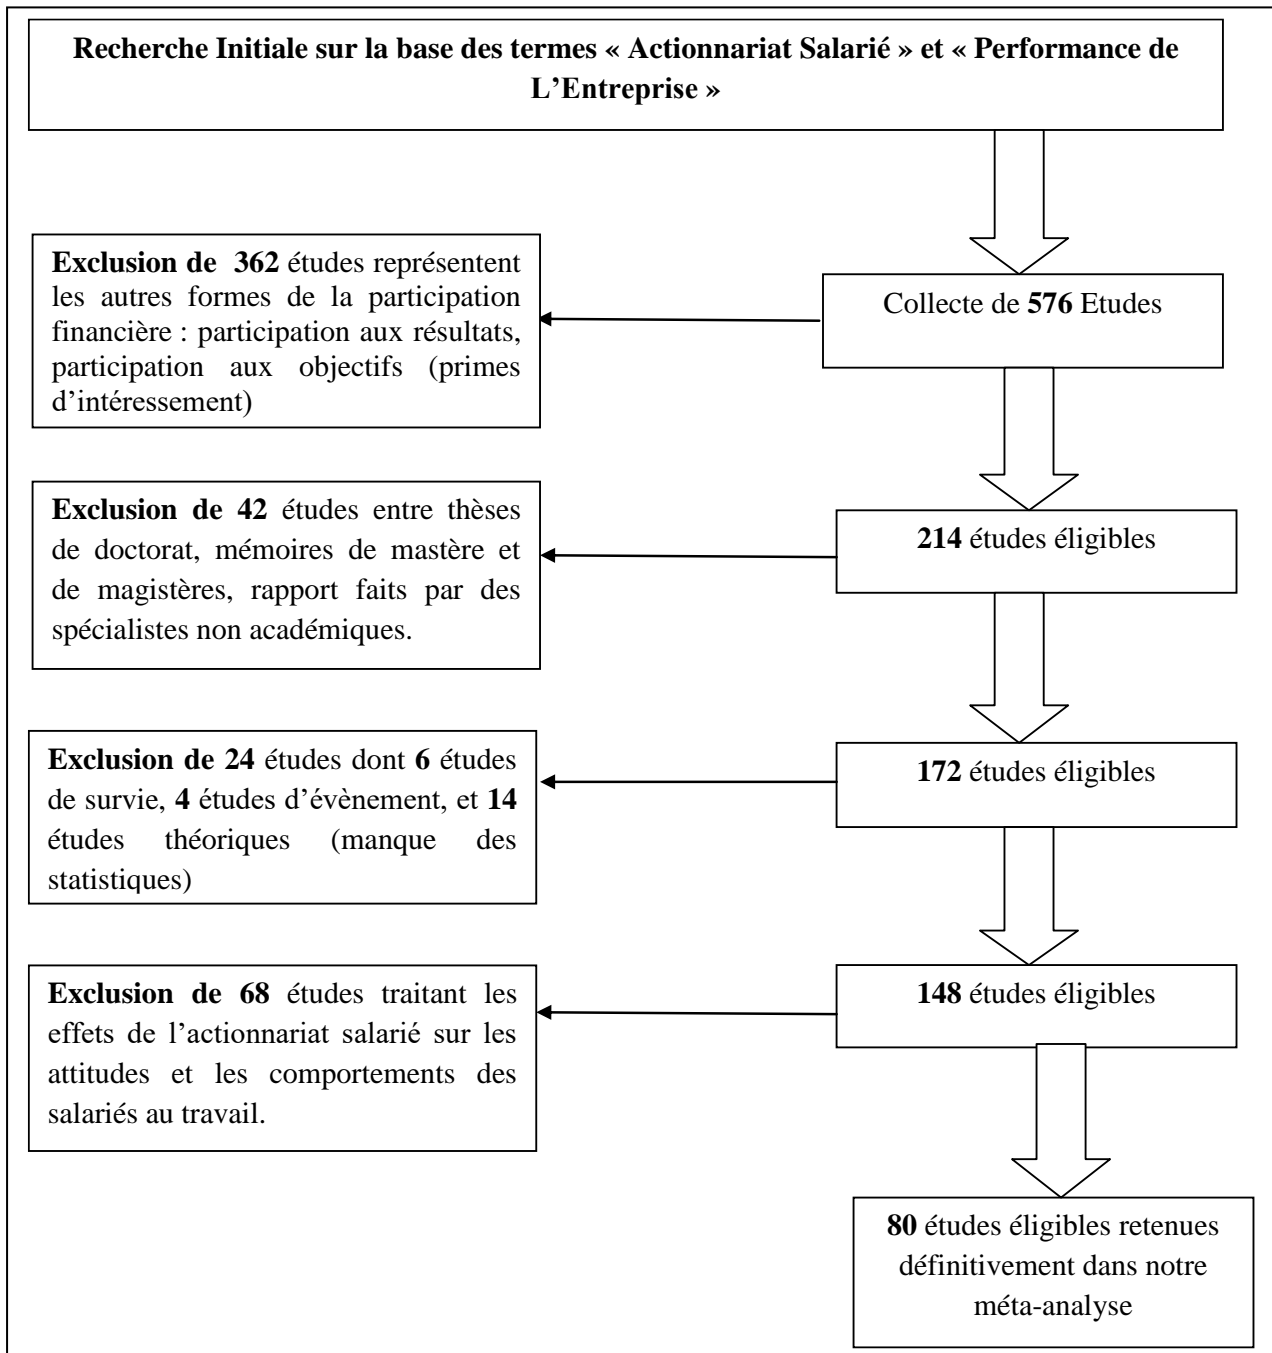 Recherche Initiale sur la base des termes « Actionnariat Salarié » et « Performance de
L’Entreprise »
Exclusion de 362 études représentent
les autres formes de la participation
financière : participation aux résultats,
participation aux objectifs (primes
d’intéressement)
Collecte de 576 Etudes
Exclusion de 42 études entre thèses
de doctorat, mémoires de mastère et
de magistères, rapport faits par des
spécialistes non académiques.
214 études éligibles
Exclusion de 24 études dont 6 études
de survie, 4 études d’évènement, et 14
études théoriques (manque des
statistiques)
172 études éligibles
Exclusion de 68 études traitant les
effets de l’actionnariat salarié sur les
attitudes et les comportements des
salariés au travail.
148 études éligibles
80 études éligibles retenues
définitivement dans notre
méta-analyse